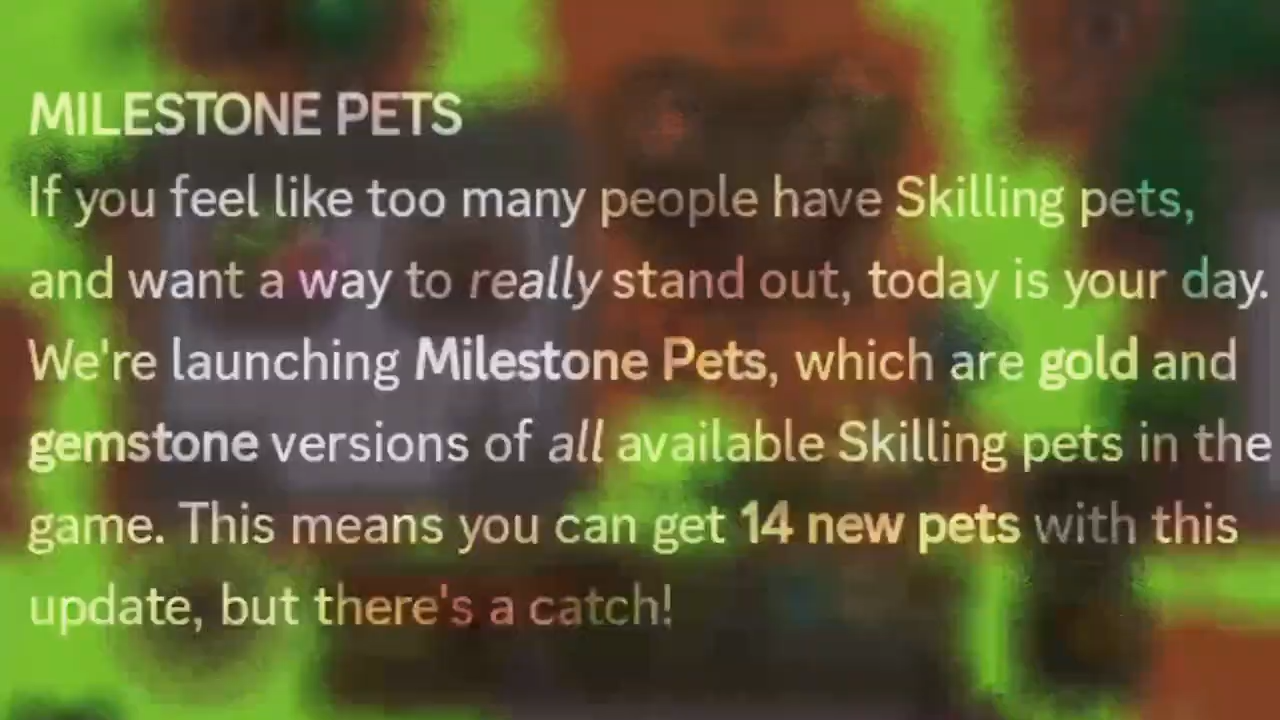 MILESTONE PETS
If you feel like too many people have Skilling pets,
and want a way to really stand out, today is your day.
We're launching Milestone Pets, which are gold and
gemstone versions of all available Skilling pets in the
game. This means you can get 14 new pets with this
update, but there's a catch!